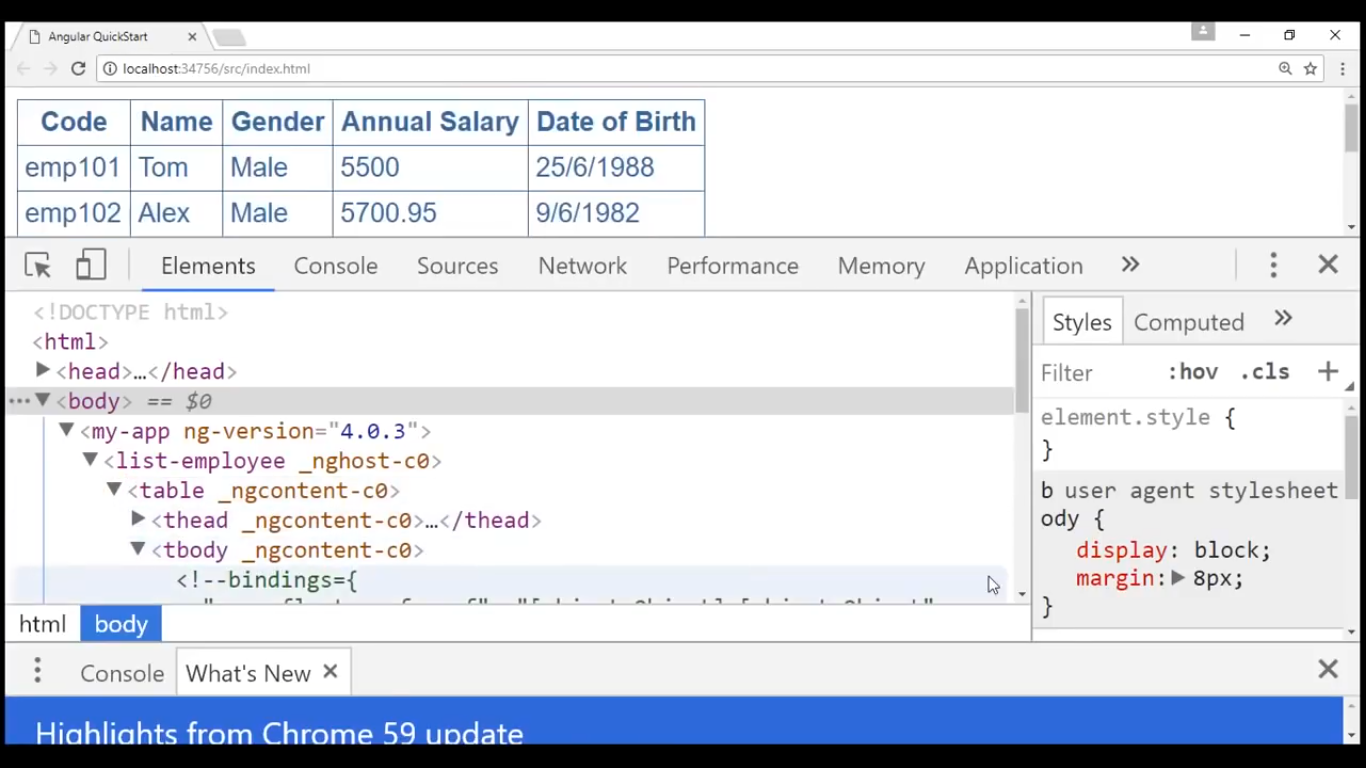 Angular QuickStart
localhost:34756/src/index.html
Code Name Gender Annual Salary Date of Birth
emp101 Tom Male 5500 25/6/1988
emp102 Alex Male 5700.95 9/6/1982
Elements Console Sources Network Performance Memory Application »
<!DOCTYPE html>
<html>
<head>…</head>
<body> == $0
<my-app ng-version="4.0.3">
<list-employee _nghost-c0>
<table _ngcontent-c0>
<thead _ngcontent-c0>…</thead>
<tbody _ngcontent-c0>
<!--bindings={
html body
Styles Computed »
Filter :hov .cls +
element.style {
}
b user agent stylesheet
ody {
display: block;
margin: 8px;
}
Console What's New
Highlights from Chrome 59 update